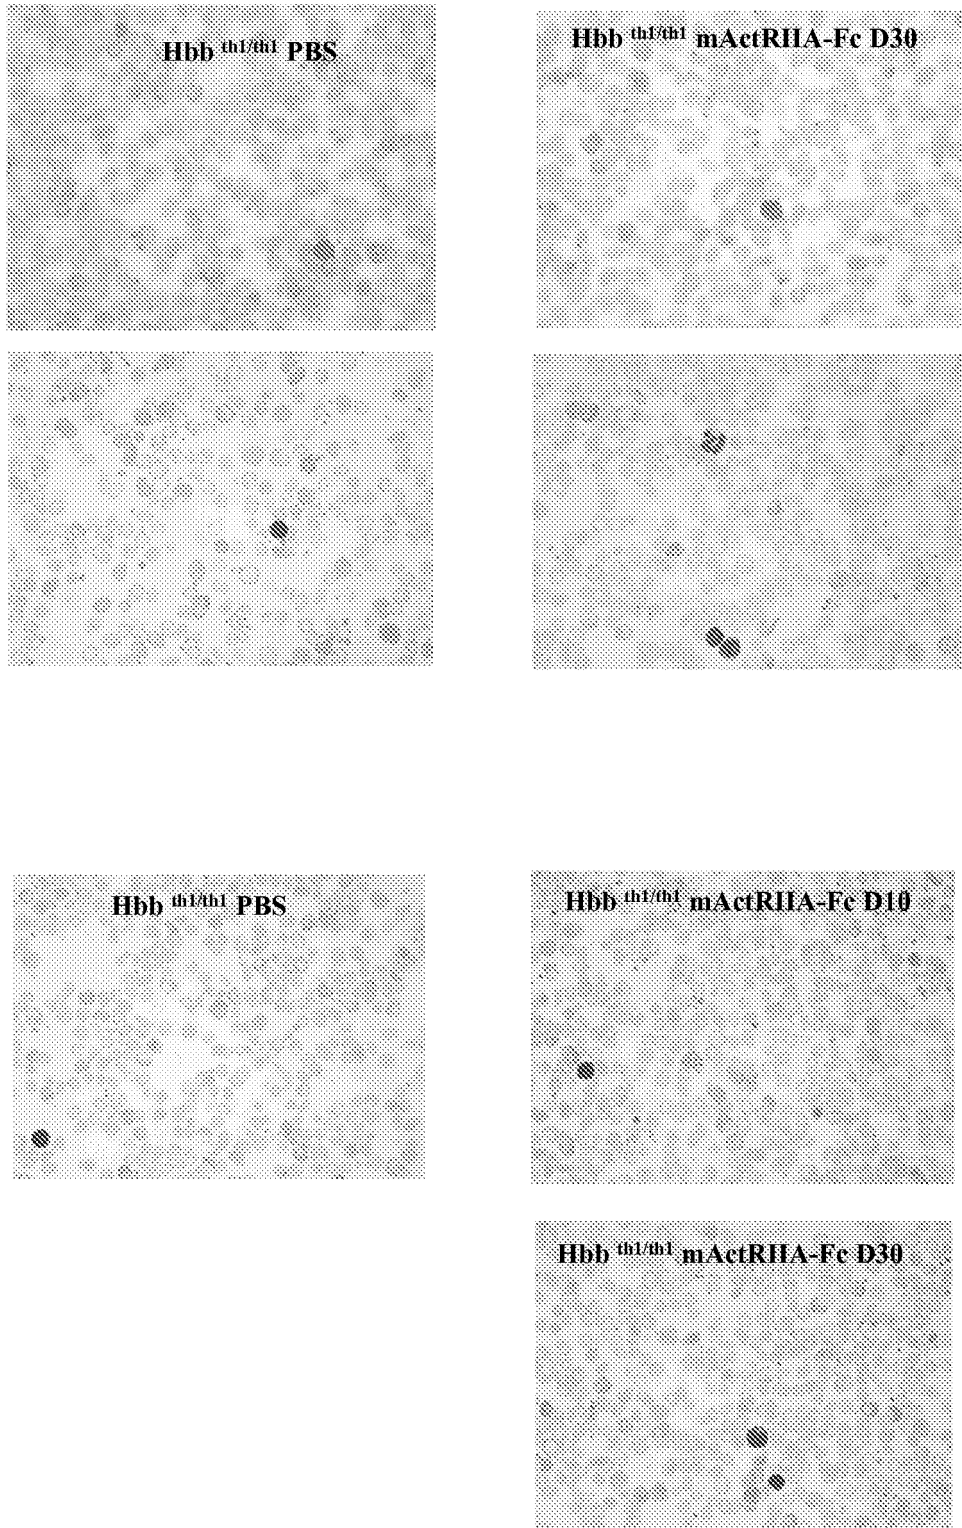 Hbb th1/th1 PBS
Hbb th1/th1 mActRIIA-Fc D30
Hbb th1/th1 PBS
Hbb th1/th1 mActRIIA-Fc D10
Hbb th1/th1 mActRIIA-Fc D30